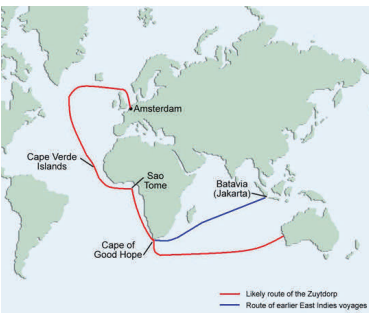 Amsterdam
Cape Verde
Islands
Sao
Tome
Batavia
(Jakarta)
Cape of
Good Hope
Likely route of the Zuytdorp
Route of earlier East Indies voyages